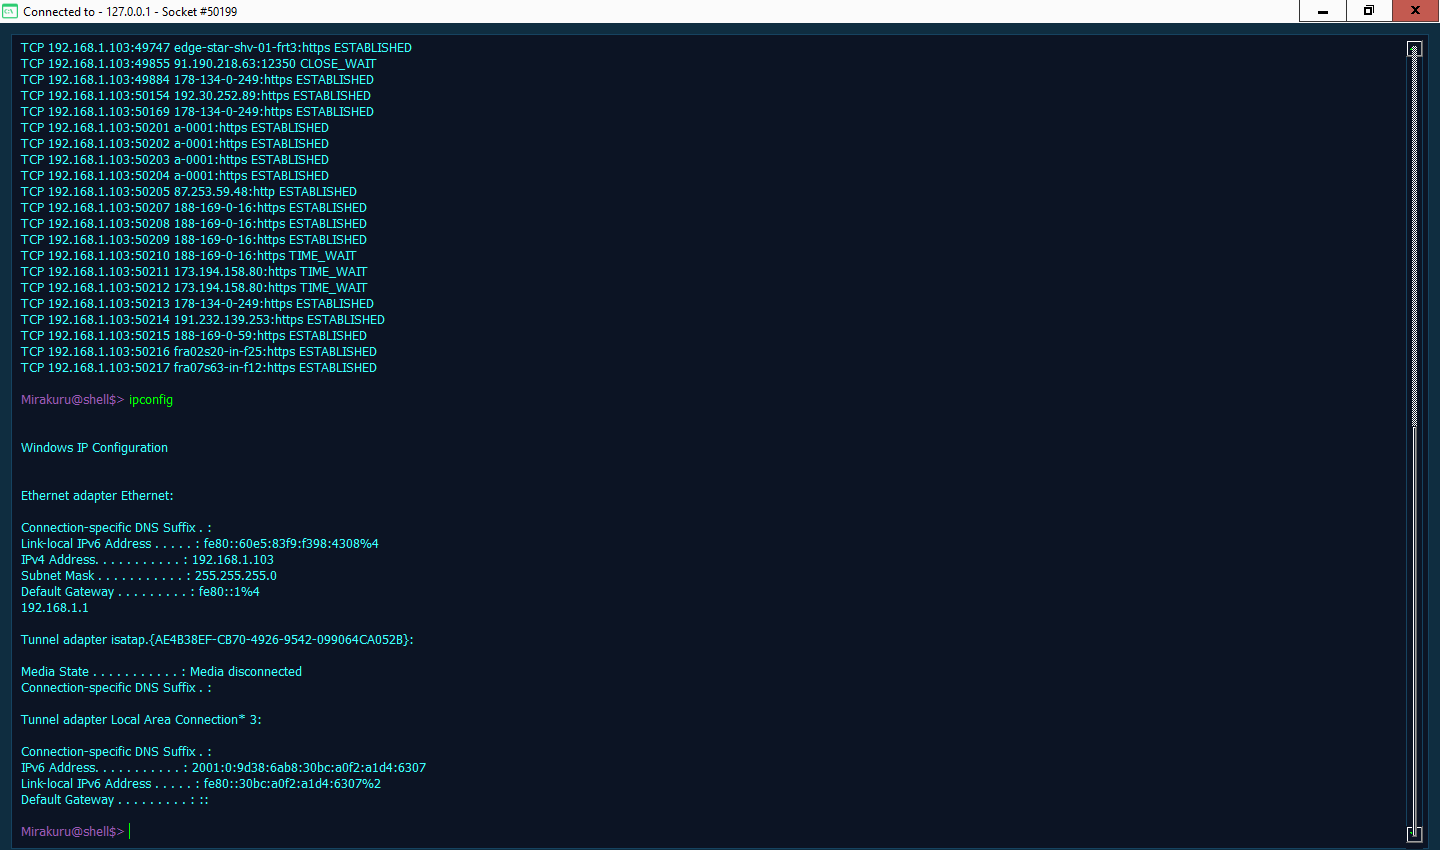 Connected to - 127.0.0.1 - Socket #50199
TCP 192.168.1.103:49747 edge-star-shv-01-frt3:https ESTABLISHED
TCP 192.168.1.103:49855 91.190.218.63:12350 CLOSE_WAIT
TCP 192.168.1.103:49884 178-134-0-249:https ESTABLISHED
TCP 192.168.1.103:50154 192.30.252.89:https ESTABLISHED
TCP 192.168.1.103:50169 178-134-0-249:https ESTABLISHED
TCP 192.168.1.103:50201 a-0001:https ESTABLISHED
TCP 192.168.1.103:50202 a-0001:https ESTABLISHED
TCP 192.168.1.103:50203 a-0001:https ESTABLISHED
TCP 192.168.1.103:50204 a-0001:https ESTABLISHED
TCP 192.168.1.103:50205 87.253.59.48:http ESTABLISHED
TCP 192.168.1.103:50207 188-169-0-16:https ESTABLISHED
TCP 192.168.1.103:50208 188-169-0-16:https ESTABLISHED
TCP 192.168.1.103:50209 188-169-0-16:https ESTABLISHED
TCP 192.168.1.103:50210 188-169-0-16:https TIME_WAIT
TCP 192.168.1.103:50211 173.194.158.80:https TIME_WAIT
TCP 192.168.1.103:50212 173.194.158.80:https TIME_WAIT
TCP 192.168.1.103:50213 178-134-0-249:https ESTABLISHED
TCP 192.168.1.103:50214 191.232.139.253:https ESTABLISHED
TCP 192.168.1.103:50215 188-169-0-59:https ESTABLISHED
TCP 192.168.1.103:50216 fra02s20-in-f25:https ESTABLISHED
TCP 192.168.1.103:50217 fra07s63-in-f12:https ESTABLISHED
Mirakuru@shell$> ipconfig
Windows IP Configuration
Ethernet adapter Ethernet:
Connection-specific DNS Suffix . :
Link-local IPv6 Address . . . . . : fe80::60e5:83f9:f398:4308%4
IPv4 Address. . . . . . . . . . . : 192.168.1.103
Subnet Mask . . . . . . . . . . . : 255.255.255.0
Default Gateway . . . . . . . . . : fe80::1%4
192.168.1.1
Tunnel adapter isatap.{AE4B38EF-CB70-4926-9542-099064CA052B}:
Media State . . . . . . . . . . . : Media disconnected
Connection-specific DNS Suffix . :
Tunnel adapter Local Area Connection* 3:
Connection-specific DNS Suffix . :
IPv6 Address. . . . . . . . . . . : 2001:0:9d38:6ab8:30bc:a0f2:a1d4:6307
Link-local IPv6 Address . . . . . : fe80::30bc:a0f2:a1d4:6307%2
Default Gateway . . . . . . . . . : ::
Mirakuru@shell$>